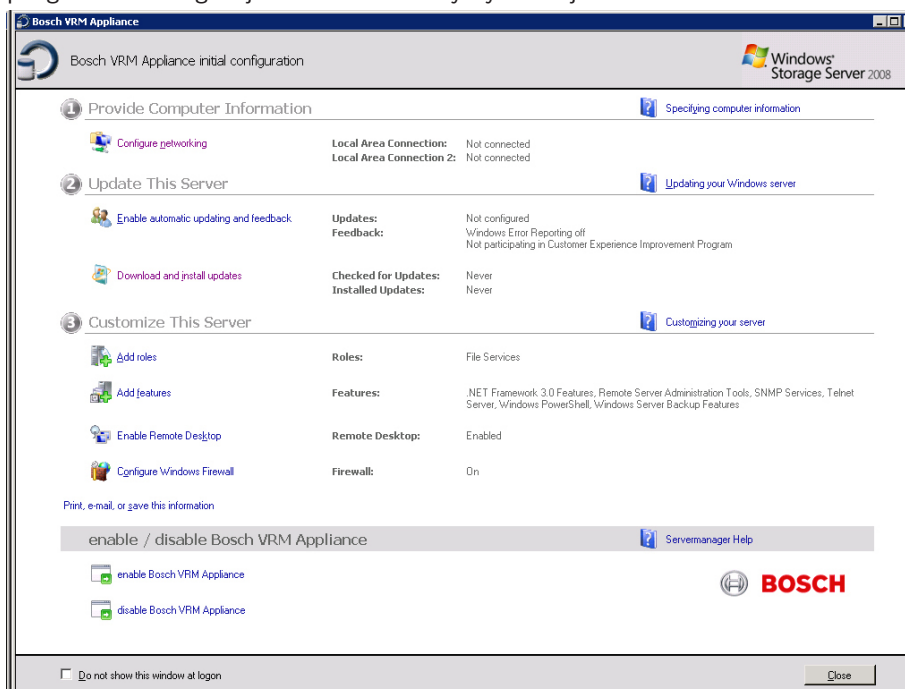 Bosch VRM Appliance
Bosch VRM Appliance initial configuration
Windows
Storage Server 2008
1 Provide Computer Information
Specifying computer information
Configure networking
Local Area Connection: Not connected
Local Area Connection 2: Not connected
2 Update This Server
Updating your Windows server
Enable automatic updating and feedback
Updates: Not configured
Feedback: Windows Error Reporting off
Not participating in Customer Experience Improvement Program
Download and install updates
Checked for Updates: Never
Installed Updates: Never
3 Customize This Server
Customizing your server
Add roles
Roles: File Services
Add features
Features: .NET Framework 3.0 Features, Remote Server Administration Tools, SNMP Services, Telnet
Server, Windows PowerShell, Windows Server Backup Features
Enable Remote Desktop
Remote Desktop: Enabled
Configure Windows Firewall
Firewall: On
Print, e-mail, or save this information
enable / disable Bosch VRM Appliance
Servermanager Help
enable Bosch VRM Appliance
BOSCH
disable Bosch VRM Appliance
Do not show this window at logon
Close